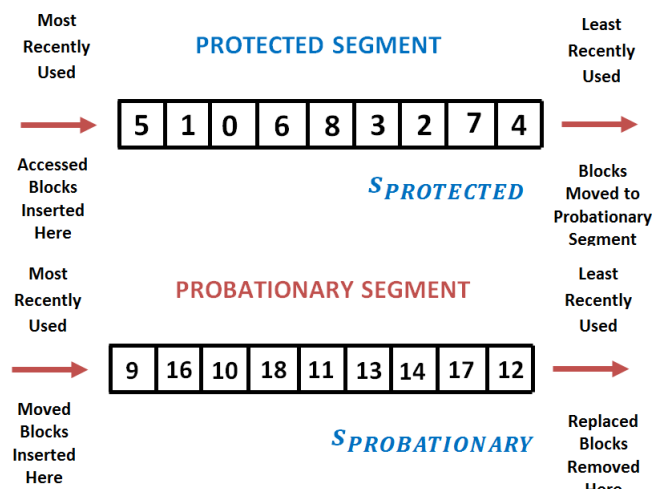 Most
Recently
Used
PROTECTED SEGMENT
Least
Recently
Used
5 1 0 6 8 3 2 7 4
Accessed
Blocks
Inserted
Here
SPROTECTED
Blocks
Moved to
Probationary
Segment
Most
Recently
Used
PROBATIONARY SEGMENT
Least
Recently
Used
9 16 10 18 11 13 14 17 12
Moved
Blocks
Inserted
Here
SPROBATIONARY
Replaced
Blocks
Removed
Here